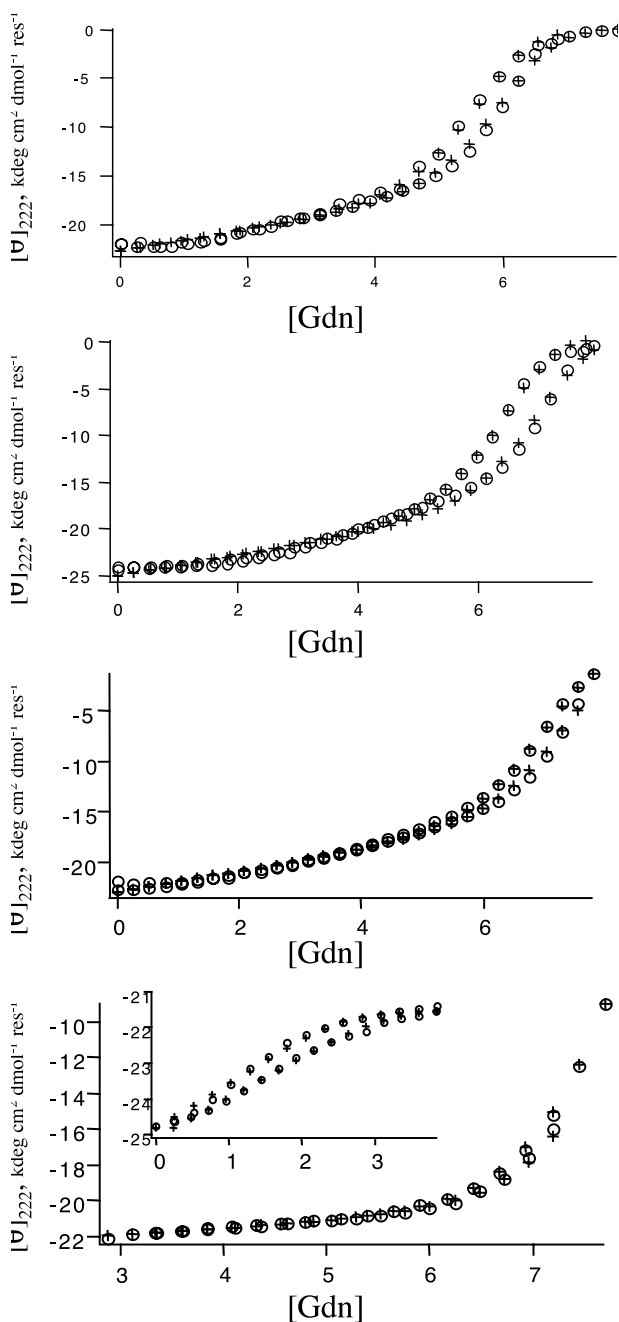 [θ]₂₂₂, kdeg cm² dmol⁻¹ res⁻¹
0
-5
-10
-15
-20
0 2 4 6
[Gdn]
[θ]₂₂₂, kdeg cm² dmol⁻¹ res⁻¹
0
-5
-10
-15
-20
-25
0 2 4 6
[Gdn]
[θ]₂₂₂, kdeg cm² dmol⁻¹ res⁻¹
-5
-10
-15
-20
0 2 4 6
[Gdn]
[θ]₂₂₂, kdeg cm² dmol⁻¹ res⁻¹
-10
-12
-14
-16
-18
-20
-22
-21
-22
-23
-24
-25
0 1 2 3
3 4 5 6 7
[Gdn]